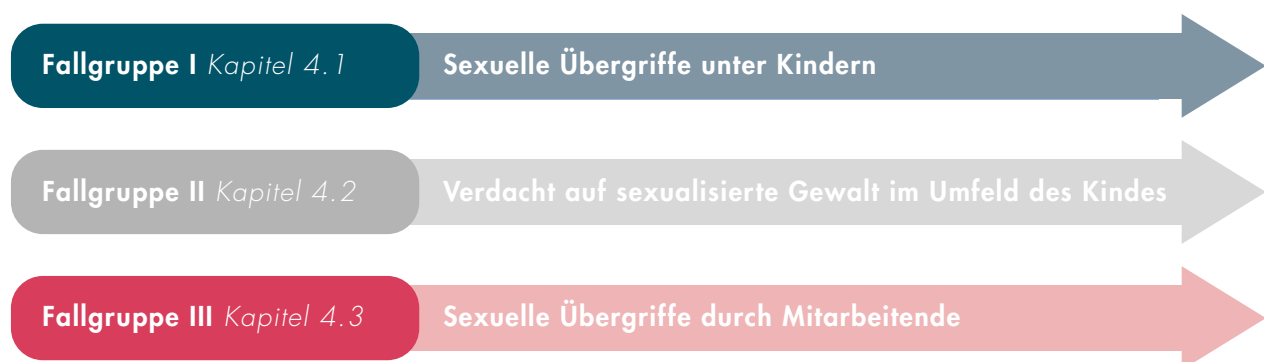 Fallgruppe I Kapitel 4.1 Sexuelle Übergriffe unter Kindern
Fallgruppe II Kapitel 4.2 Verdacht auf sexualisierte Gewalt im Umfeld des Kindes
Fallgruppe III Kapitel 4.3 Sexuelle Übergriffe durch Mitarbeitende